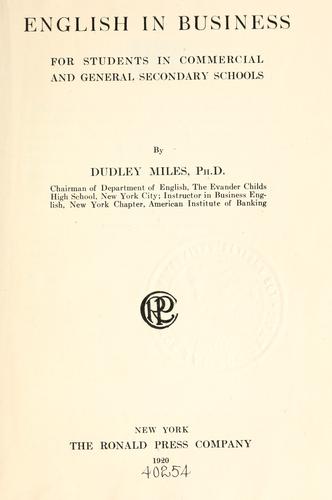 ENGLISH IN BUSINESS
FOR STUDENTS IN COMMERCIAL
AND GENERAL SECONDARY SCHOOLS
By
DUDLEY MILES, PH.D.
Chairman of Department of English, The Evander Childs
High School, New York City; Instructor in Business Eng-
lish, New York Chapter, American Institute of Banking
NEW YORK
THE RONALD PRESS COMPANY
1920
40254